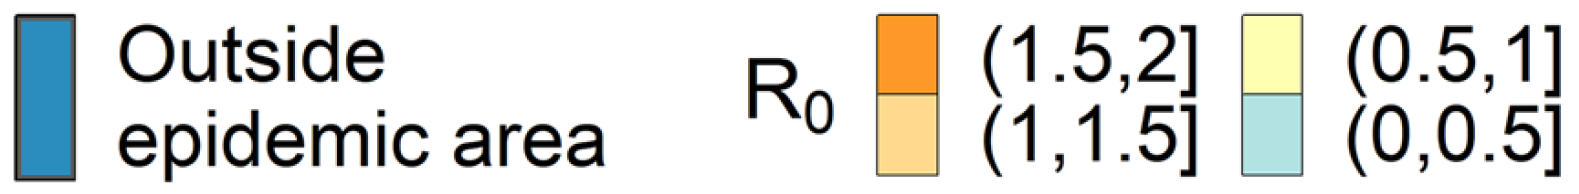 Outside
epidemic area
R₀
(1.5,2]
(1,1.5]
(0.5,1]
(0,0.5]